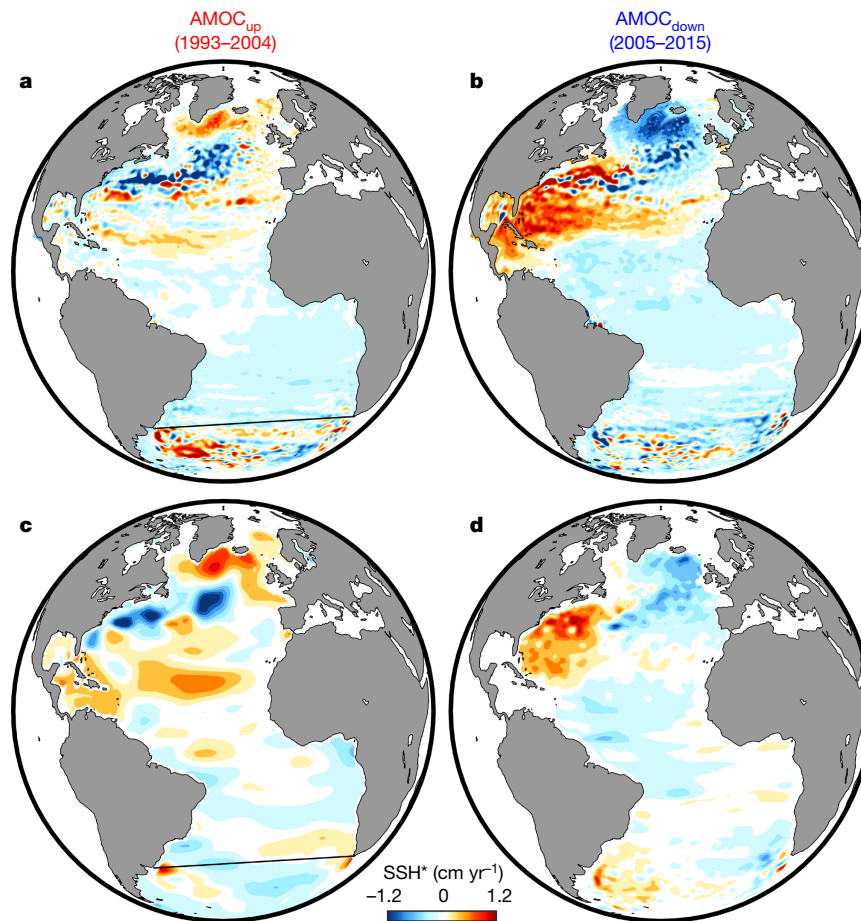 AMOCup
(1993–2004)
AMOCdown
(2005–2015)
a
b
c
d
SSH* (cm yr−1)
−1.2 0 1.2